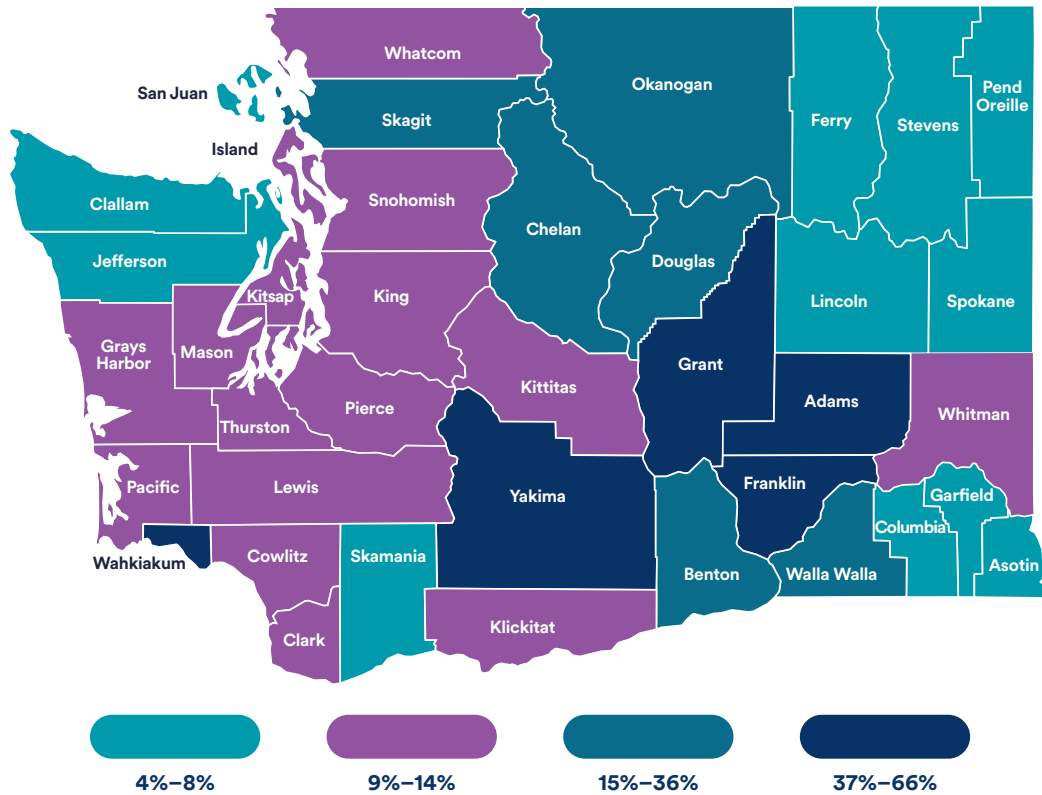 Whatcom
San Juan
Okanogan
Pend
Oreille
Skagit
Ferry
Stevens
Island
Clallam
Snohomish
Chelan
Jefferson
Douglas
Kitsap
King
Lincoln
Spokane
Grays
Harbor
Mason
Grant
Kittitas
Adams
Pierce
Whitman
Thurston
Pacific
Lewis
Yakima
Franklin
Garfield
Columbia
Wahkiakum
Cowlitz
Skamania
Benton
Walla Walla
Asotin
Klickitat
Clark
4%–8%
9%–14%
15%–36%
37%–66%